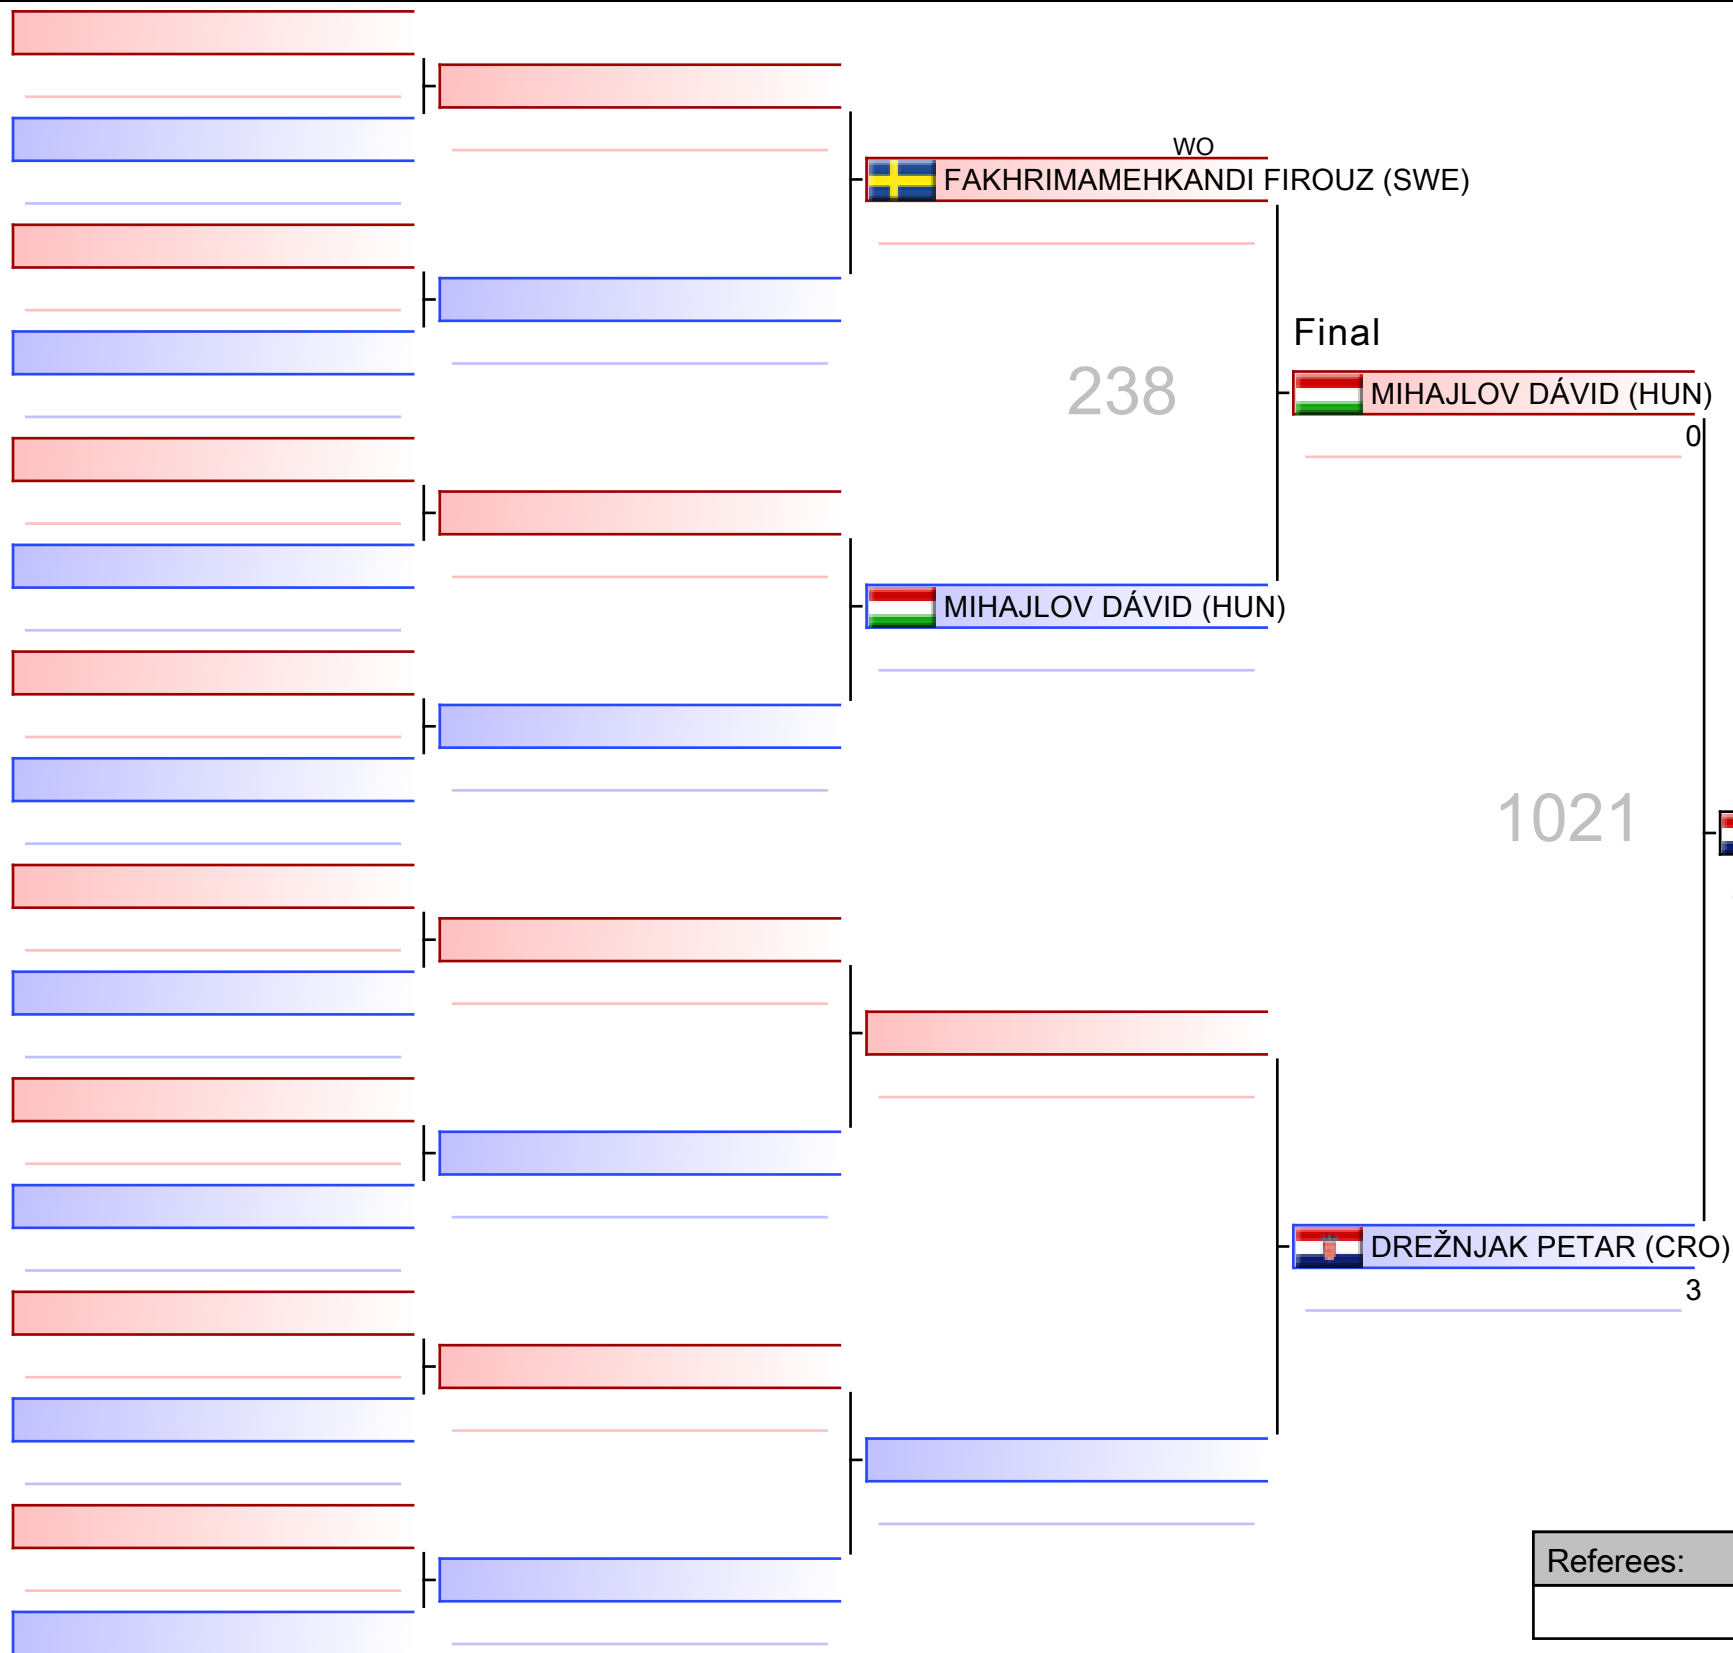 WO
FAKHRIMAMEHKANDI FIROUZ (SWE)
Final
238
MIHAJLOV DÁVID (HUN)
0
MIHAJLOV DÁVID (HUN)
1021
DREŽNJAK PETAR (CRO)
3
Referees: